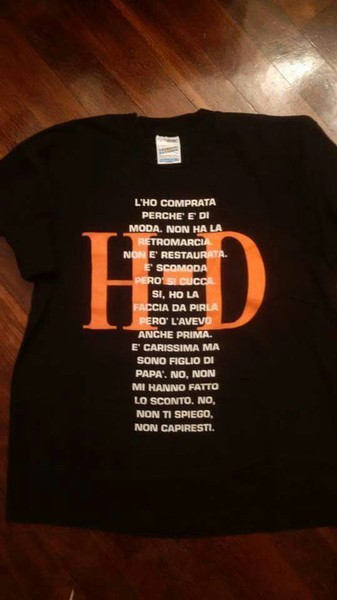 L'HO COMPRATA
PERCHE' E' DI
MODA. NON HA LA
RETROMARCIA.
NON E' RESTAURATA.
E' SCOMODA
PERO' SI CUCCA.
SI, HO LA
FACCIA DA PIRLA
PERO' L'AVEVO
ANCHE PRIMA.
E' CARISSIMA MA
SONO FIGLIO DI
PAPA'. NO, NON
MI HANNO FATTO
LO SCONTO. NO,
NON TI SPIEGO,
NON CAPIRESTI.
HD